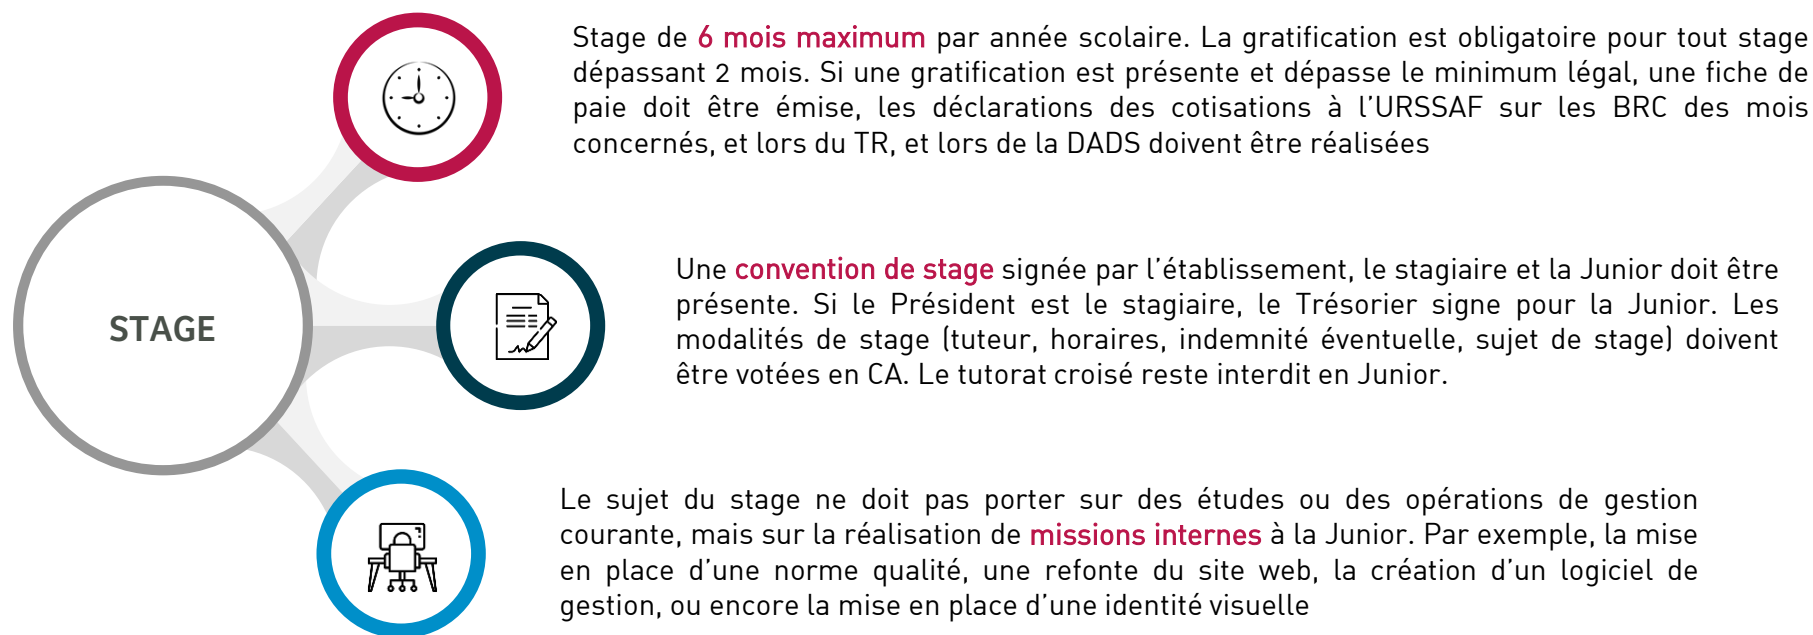 Stage de 6 mois maximum par année scolaire. La gratification est obligatoire pour tout stage
dépassant 2 mois. Si une gratification est présente et dépasse le minimum légal, une fiche de
paie doit être émise, les déclarations des cotisations à l’URSSAF sur les BRC des mois
concernés, et lors du TR, et lors de la DADS doivent être réalisées
STAGE
Une convention de stage signée par l’établissement, le stagiaire et la Junior doit être
présente. Si le Président est le stagiaire, le Trésorier signe pour la Junior. Les
modalités de stage (tuteur, horaires, indemnité éventuelle, sujet de stage) doivent
être votées en CA. Le tutorat croisé reste interdit en Junior.
Le sujet du stage ne doit pas porter sur des études ou des opérations de gestion
courante, mais sur la réalisation de missions internes à la Junior. Par exemple, la mise
en place d’une norme qualité, une refonte du site web, la création d’un logiciel de
gestion, ou encore la mise en place d’une identité visuelle